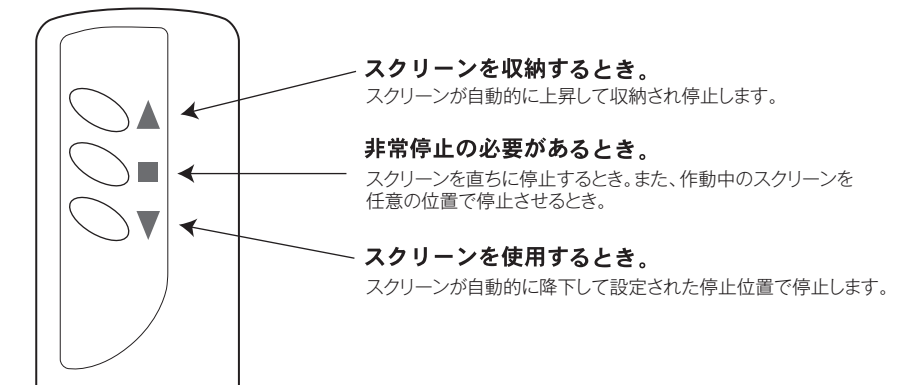 スクリーンを収納するとき。
スクリーンが自動的に上昇して収納され停止します。
非常停止の必要があるとき。
スクリーンを直ちに停止するとき。また、作動中のスクリーンを
任意の位置で停止させるとき。
スクリーンを使用するとき。
スクリーンが自動的に降下して設定された停止位置で停止します。